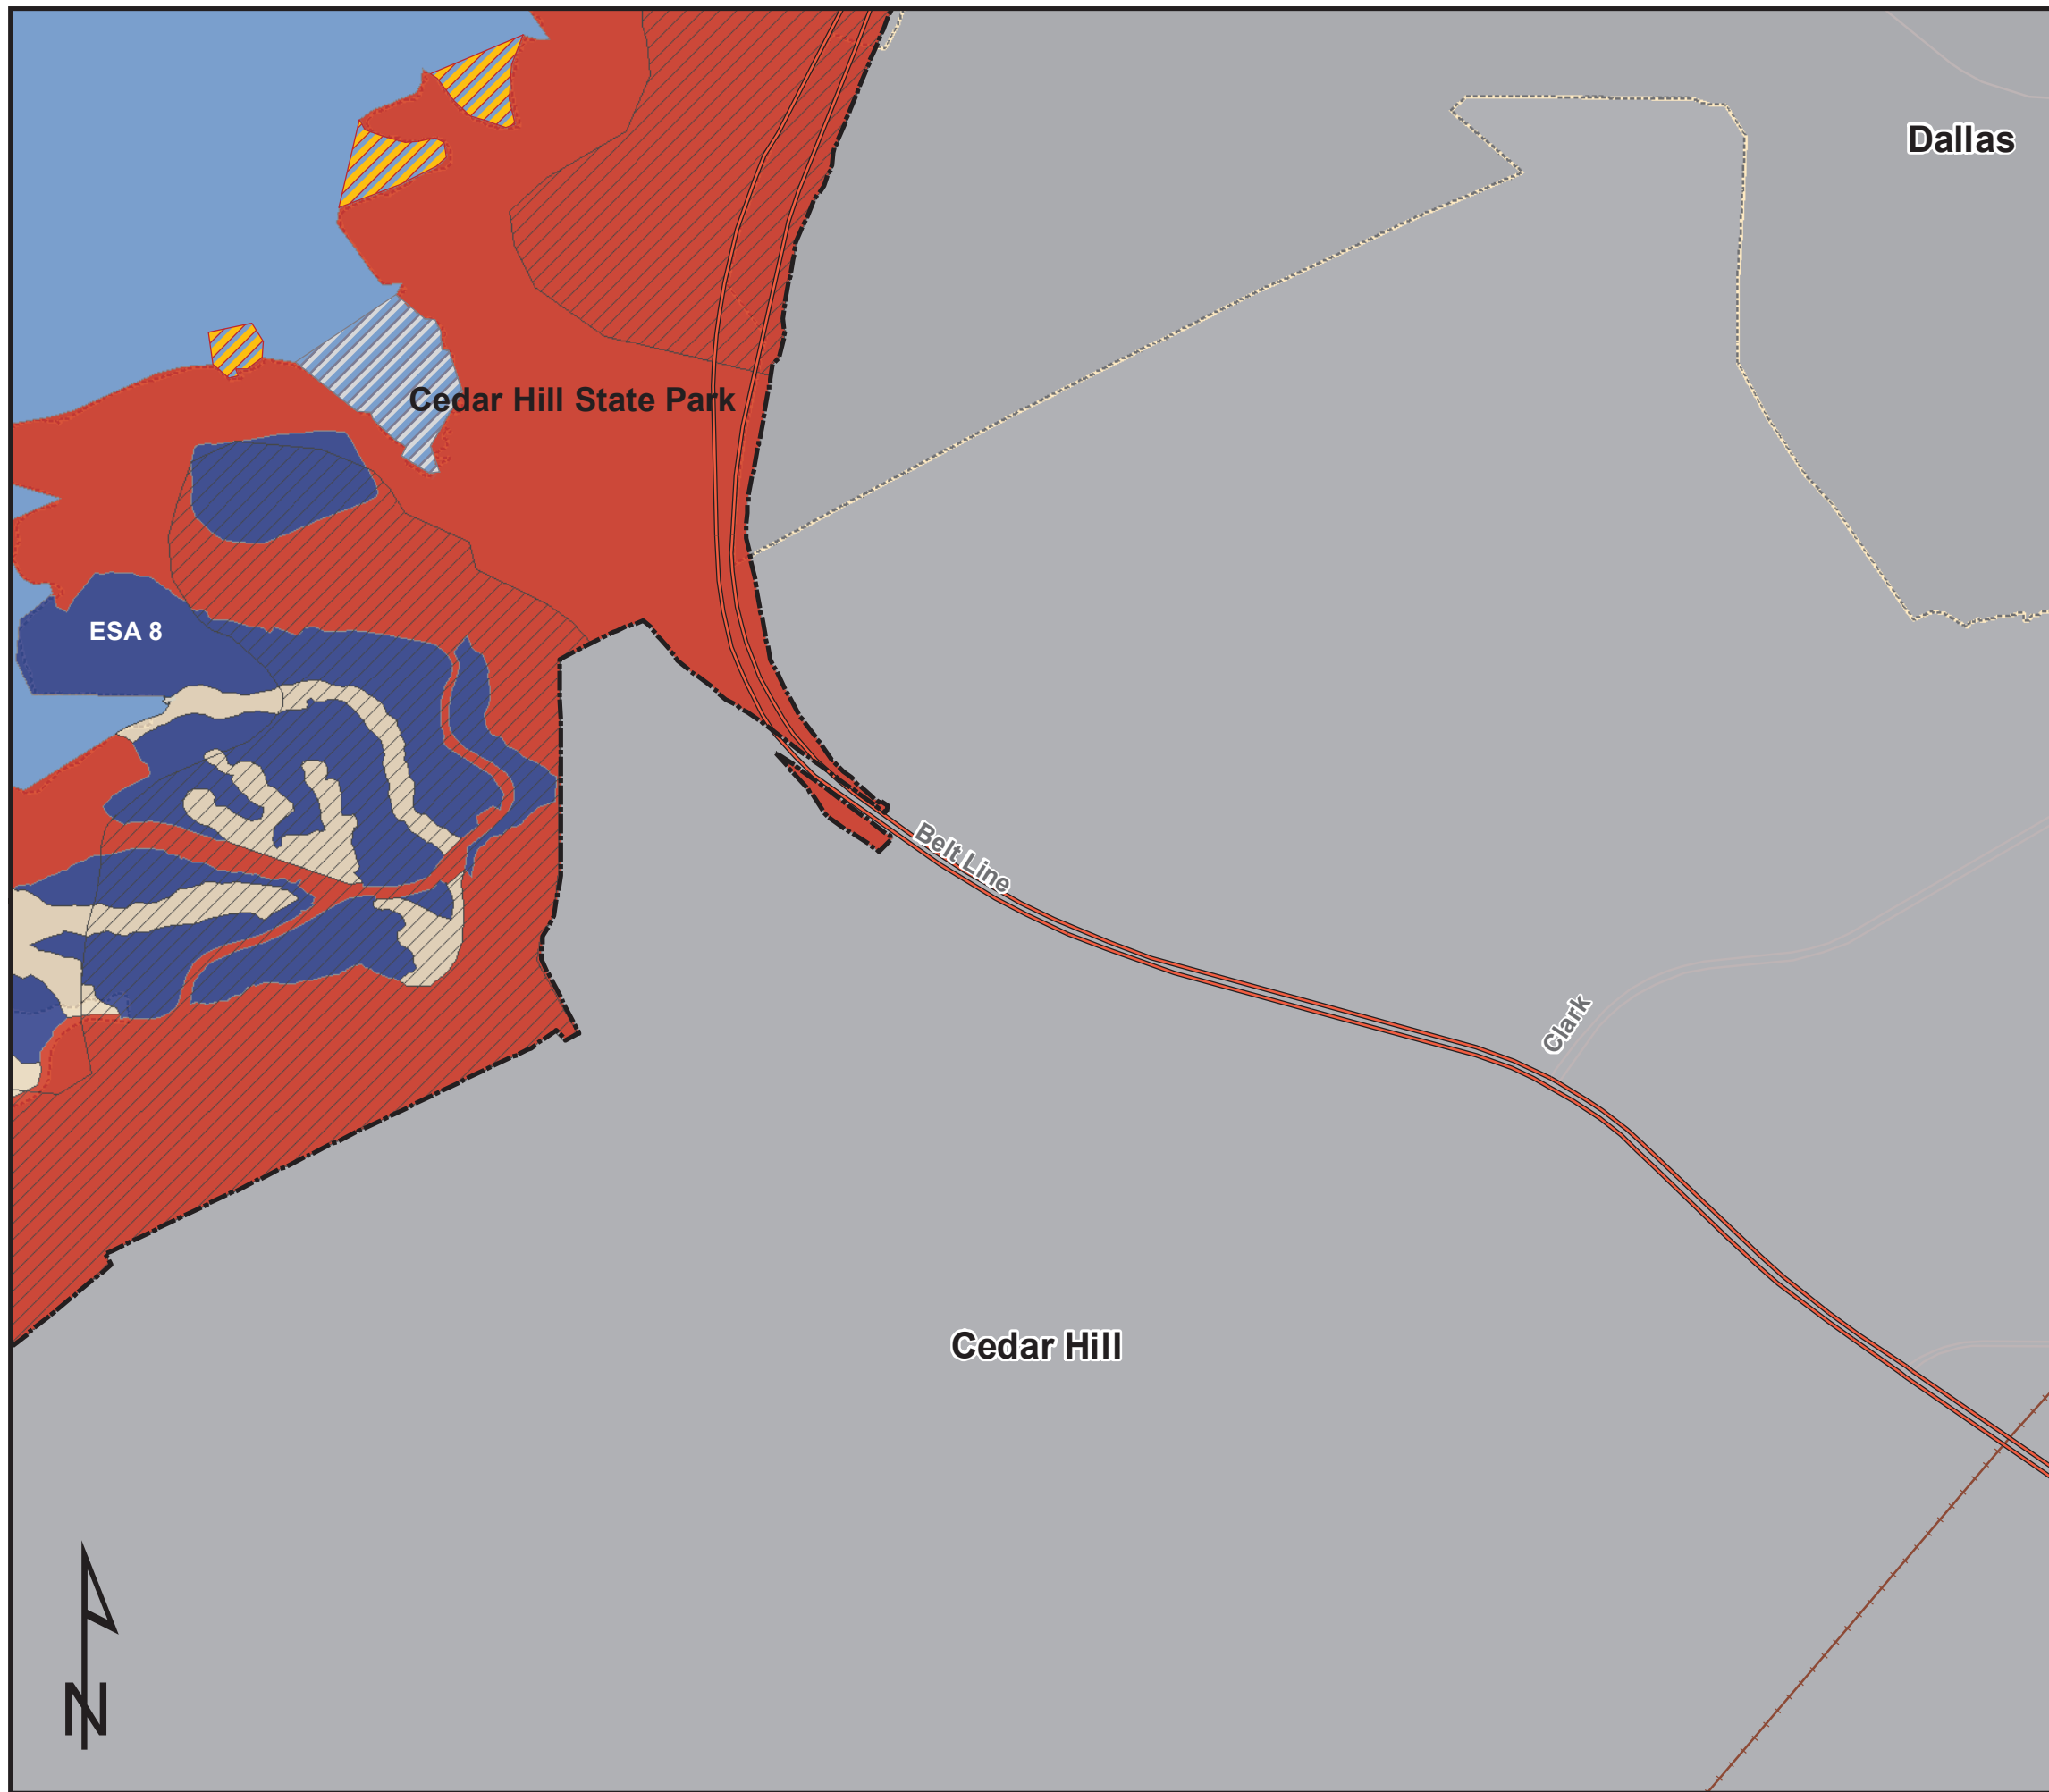 Dallas
Cedar Hill State Park
ESA 8
Belt Line
Clark
Cedar Hill
N